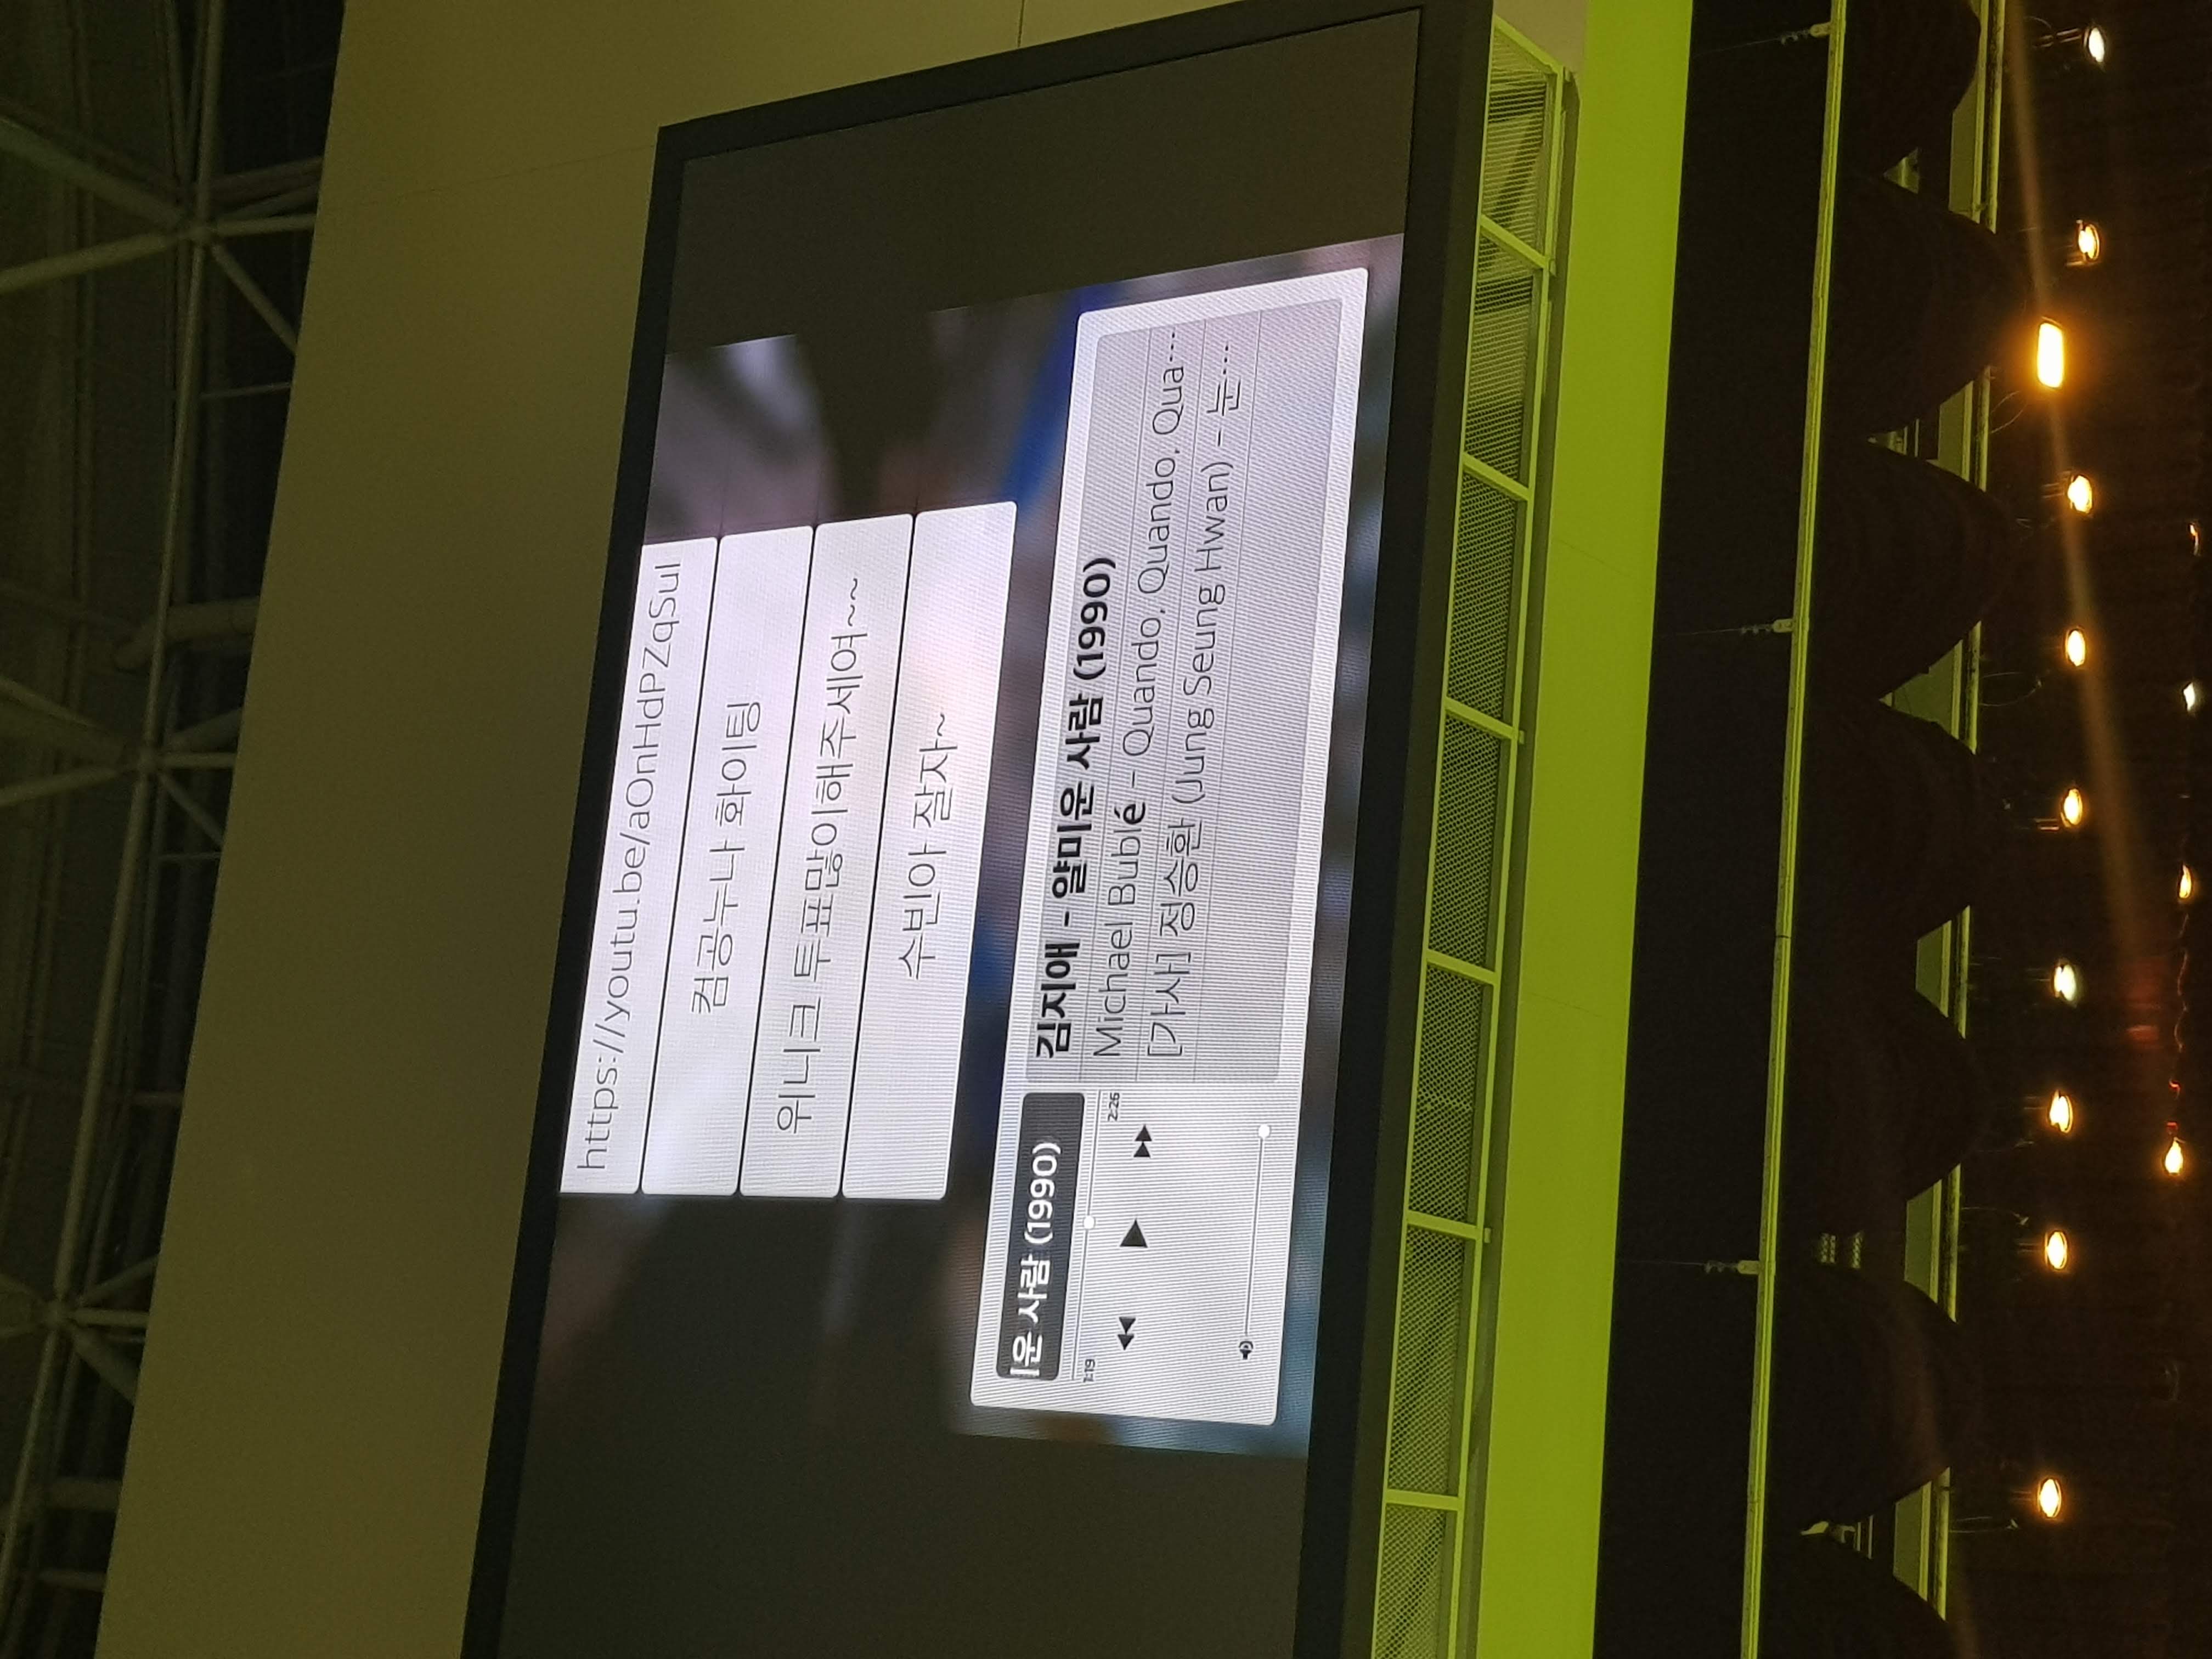 https://youtu.be/aOnHdPZqSuI
컴공누나 화이팅
위니크 투표많이해주세여~~
수빈아 잘자~
운 사람 (1990)
1:19
2:26
김지애 - 얄미운 사람 (1990)
Michael Bublé - Quando, Quando, Qua…
[가사] 정승환 (Jung Seung Hwan) - 눈…